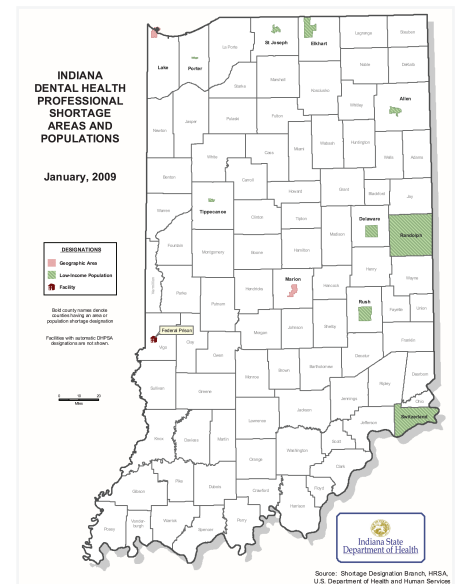 INDIANA
DENTAL HEALTH
PROFESSIONAL
SHORTAGE
AREAS AND
POPULATIONS
January, 2009
DESIGNATIONS
Geographic Area
Low-Income Population
Facility
Bold county names denote
counties having an area or
population shortage designation
Facilities with automatic DHPSA
designations are not shown.
0 10 20
Miles
Lake
Porter
La Porte
St Joseph
Elkhart
Lagrange
Steuben
Noble
DeKalb
Starke
Marshall
Kosciusko
Whitley
Allen
Newton
Jasper
Pulaski
Fulton
White
Cass
Miami
Wabash
Huntington
Wells
Adams
Benton
Carroll
Howard
Grant
Blackford
Jay
Warren
Tippecanoe
Clinton
Tipton
Madison
Delaware
Randolph
Fountain
Montgomery
Boone
Hamilton
Henry
Wayne
Vermillion
Parke
Putnam
Hendricks
Marion
Hancock
Rush
Fayette
Union
Federal Prison
Vigo
Clay
Owen
Morgan
Johnson
Shelby
Franklin
Decatur
Sullivan
Greene
Monroe
Brown
Bartholomew
Jennings
Ripley
Dearborn
Ohio
Switzerland
Jefferson
Jackson
Lawrence
Knox
Daviess
Martin
Orange
Washington
Scott
Clark
Floyd
Gibson
Pike
Dubois
Crawford
Harrison
Posey
Vander-
burgh
Warrick
Spencer
Perry
Indiana State
Department of Health
Source: Shortage Designation Branch, HRSA,
U.S. Department of Health and Human Services